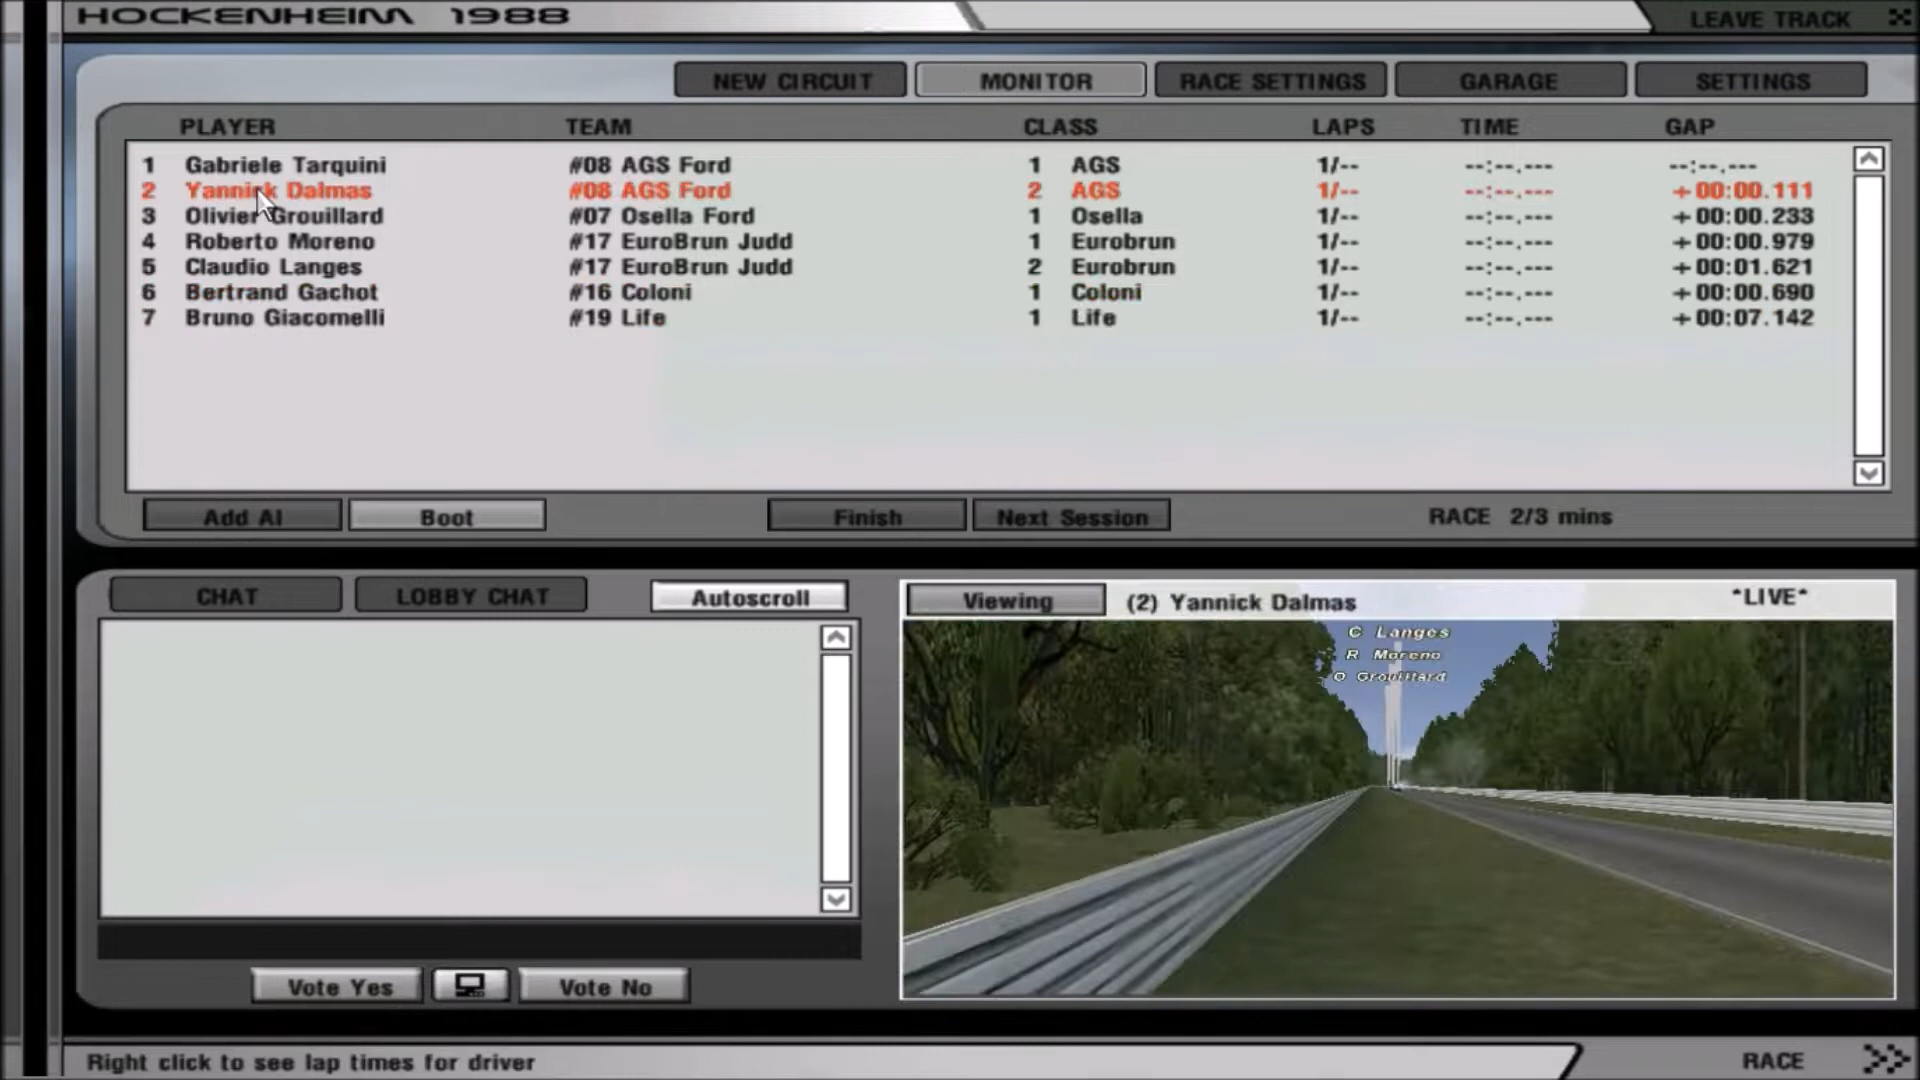 HOCKENHEIM 1988
LEAVE TRACK
NEW CIRCUIT MONITOR RACE SETTINGS GARAGE SETTINGS
PLAYER TEAM CLASS LAPS TIME GAP
1 Gabriele Tarquini #08 AGS Ford 1 AGS 1/-- --:--.--- --:--.---
2 Yannick Dalmas #08 AGS Ford 2 AGS 1/-- --:--.--- +00:00.111
3 Olivier Grouillard #07 Osella Ford 1 Osella 1/-- --:--.--- +00:00.233
4 Roberto Moreno #17 EuroBrun Judd 1 Eurobrun 1/-- --:--.--- +00:00.979
5 Claudio Langes #17 EuroBrun Judd 2 Eurobrun 1/-- --:--.--- +00:01.621
6 Bertrand Gachot #16 Coloni 1 Coloni 1/-- --:--.--- +00:00.690
7 Bruno Giacomelli #19 Life 1 Life 1/-- --:--.--- +00:07.142
Add AI Boot Finish Next Session RACE 2/3 mins
CHAT LOBBY CHAT Autoscroll
Viewing (2) Yannick Dalmas *LIVE*
C Langes
R Moreno
O Grouillard
Vote Yes Vote No
Right click to see lap times for driver
RACE